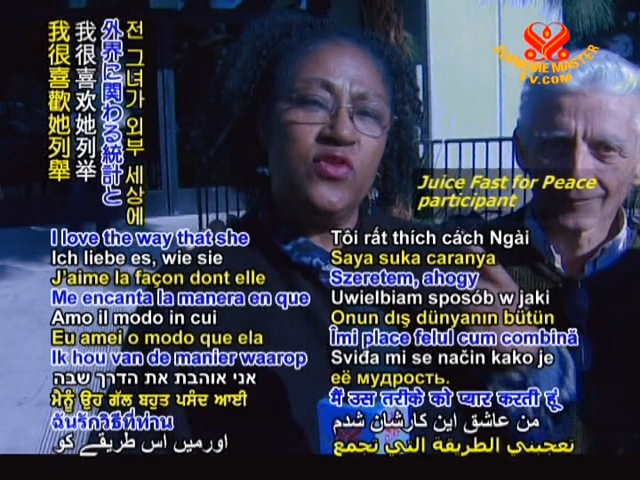 我很喜歡她列舉
我很喜欢她列举
外界に関わる統計と
전 그녀가 외부 세상에
SUPREME MASTER
TV.COM
Juice Fast for Peace
participant
I love the way that she
Ich liebe es, wie sie
J'aime la façon dont elle
Me encanta la manera en que
Amo il modo in cui
Eu amei o modo que ela
Ik hou van de manier waarop
אני אוהבת את הדרך שבה
ਮੈਨੂੰ ਉਹ ਗੱਲ ਬਹੁਤ ਪਸੰਦ ਆਈ
ฉันรักวิธีที่ท่าน
اورمیں اس طریقے کو
Tôi rất thích cách Ngài
Saya suka caranya
Szeretem, ahogy
Uwielbiam sposób w jaki
Onun dış dünyanın bütün
Îmi place felul cum combină
Sviđa mi se način kako je
её мудрость.
मैं उस तरीके को प्यार करती हूं
من عاشق این کارشان شدم
تعجبني الطريقة التي تجمع